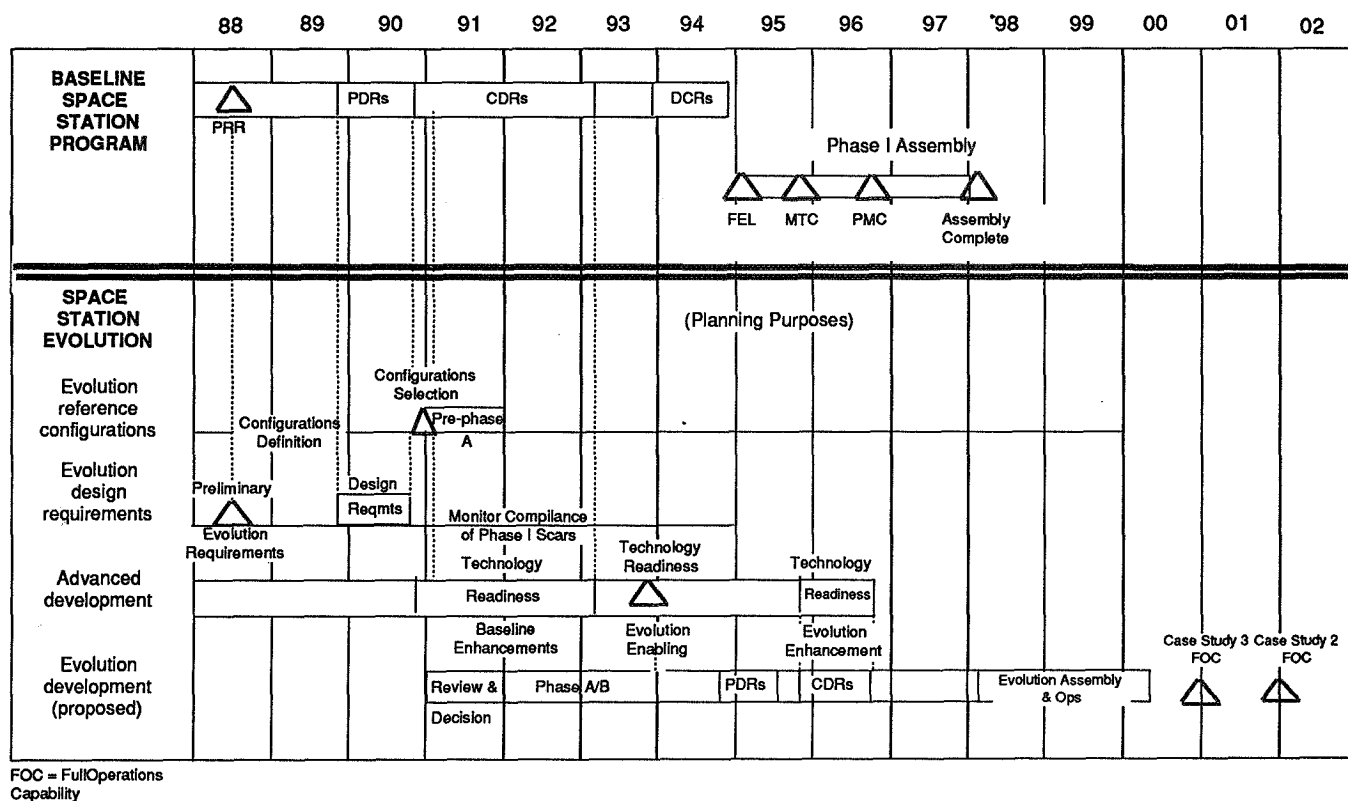 88 89 90 91 92 93 94 95 96 97 '98 99 00 01 02
BASELINE
SPACE
STATION
PROGRAM
PDRs CDRs DCRs
PRR
Phase I Assembly
FEL MTC PMC Assembly
Complete
SPACE
STATION
EVOLUTION
(Planning Purposes)
Evolution
reference
configurations
Configurations
Selection
Pre-phase
A
Configurations
Definition
Evolution
design
requirements
Preliminary
Evolution
Requirements
Design
Reqmts
Monitor Compilance
of Phase I Scars
Advanced
development
Technology
Readiness
Baseline
Enhancements
Technology
Readiness
Evolution
Enabling
Technology
Readiness
Evolution
Enhancement
Evolution
development
(proposed)
Review &
Decision
Phase A/B
PDRs
CDRs
Evolution Assembly
& Ops
Case Study 3
FOC
Case Study 2
FOC
FOC = FullOperations
Capability